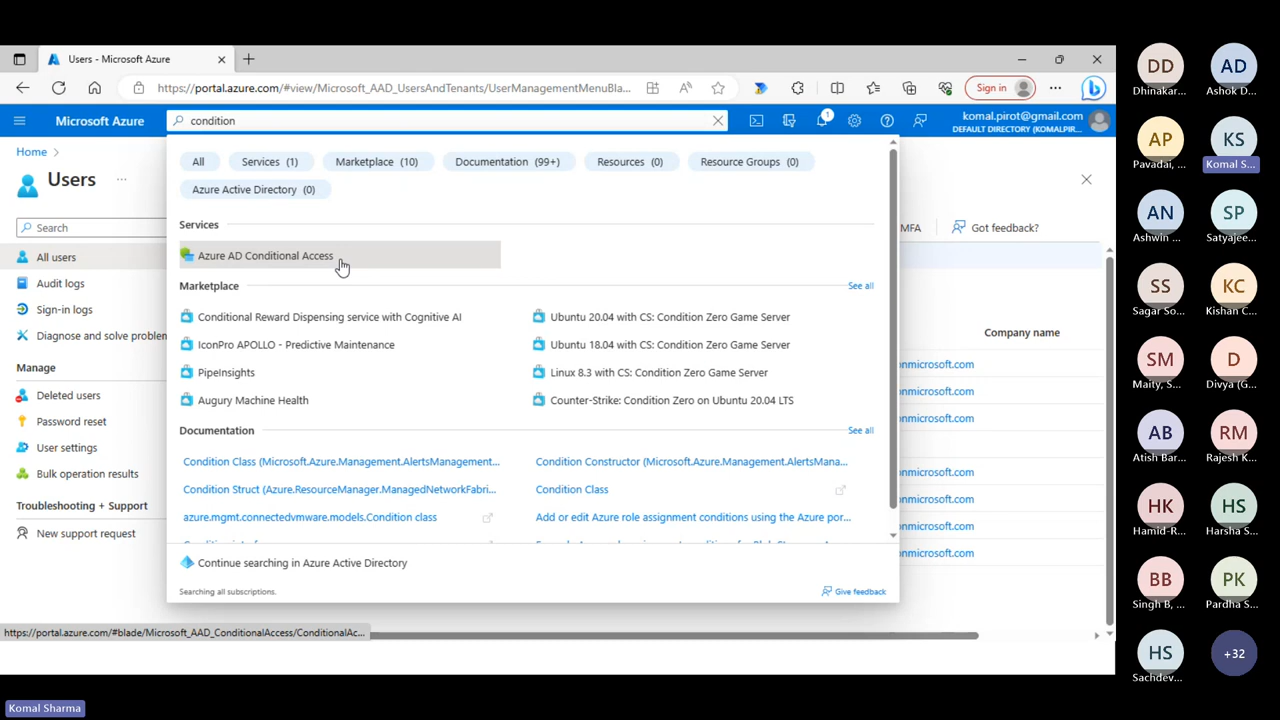 Users - Microsoft Azure
https://portal.azure.com/#view/Microsoft_AAD_UsersAndTenants/UserManagementMenuBla...
Sign in
Microsoft Azure
condition
1
komal.pirot@gmail.com
DEFAULT DIRECTORY (KOMALPIR...
Home
Users
...
Search
All users
Audit logs
Sign-in logs
Diagnose and solve problem
Manage
Deleted users
Password reset
User settings
Bulk operation results
Troubleshooting + Support
New support request
All
Services (1)
Marketplace (10)
Documentation (99+)
Resources (0)
Resource Groups (0)
Azure Active Directory (0)
Services
Azure AD Conditional Access
Marketplace
See all
Conditional Reward Dispensing service with Cognitive AI
Ubuntu 20.04 with CS: Condition Zero Game Server
IconPro APOLLO - Predictive Maintenance
Ubuntu 18.04 with CS: Condition Zero Game Server
PipeInsights
Linux 8.3 with CS: Condition Zero Game Server
Augury Machine Health
Counter-Strike: Condition Zero on Ubuntu 20.04 LTS
Documentation
See all
Condition Class (Microsoft.Azure.Management.AlertsManagement...
Condition Constructor (Microsoft.Azure.Management.AlertsMana...
Condition Struct (Azure.ResourceManager.ManagedNetworkFabri...
Condition Class
azure.mgmt.connectedvmware.models.Condition class
Add or edit Azure role assignment conditions using the Azure por...
Continue searching in Azure Active Directory
Searching all subscriptions.
Give feedback
MFA
Got feedback?
Company name
onmicrosoft.com
onmicrosoft.com
onmicrosoft.com
onmicrosoft.com
onmicrosoft.com
onmicrosoft.com
onmicrosoft.com
https://portal.azure.com/#blade/Microsoft_AAD_ConditionalAccess/ConditionalAc...
Komal Sharma
DD
Dhinakar...
AD
Ashok D...
AP
Pavadai, ...
KS
Komal S...
AN
Ashwin ...
SP
Satyajee...
SS
Sagar So...
KC
Kishan C...
SM
Maity, S...
D
Divya (G...
AB
Atish Bar...
RM
Rajesh K...
HK
Hamid-R...
HS
Harsha S...
BB
Singh B, ...
PK
Pardha S...
HS
Sachdev...
+32